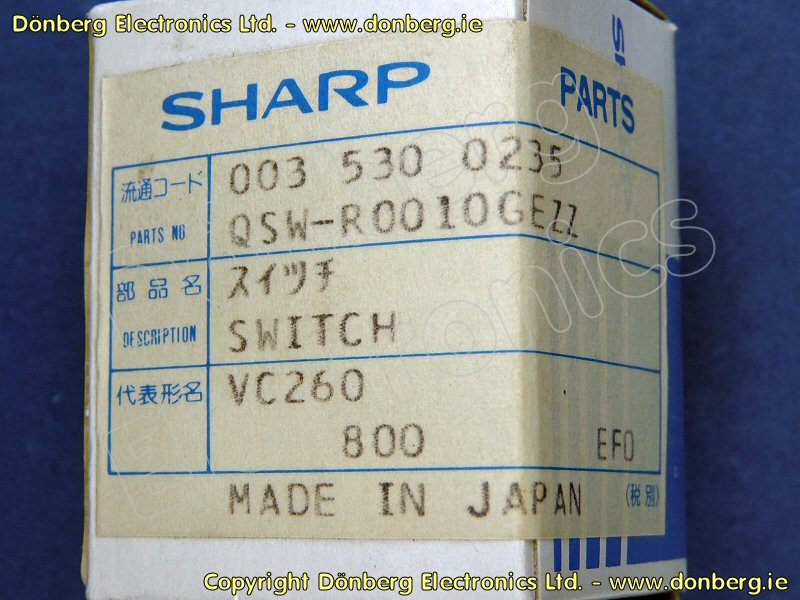 Dönberg Electronics Ltd. - www.donberg.ie
SHARP PARTS
流通コード 003 530 0235
PARTS NO QSW-R0010GEZZ
部品名 スイツチ
DESCRIPTION SWITCH
代表形名 VC260
800 EFO
MADE IN JAPAN (税別)
Copyright Dönberg Electronics Ltd. - www.donberg.ie